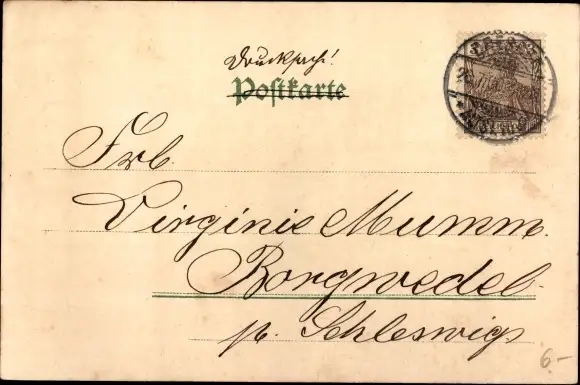 Drucksache!
Postkarte
Frl.
Virginie Mumm.
Borgwedel
p. Schleswig
6.-